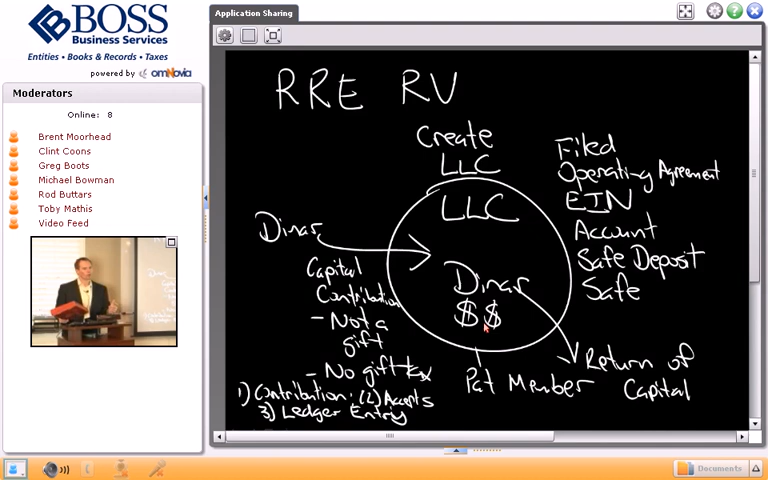 BOSS
Business Services
Entities • Books & Records • Taxes
powered by omNovia
Moderators
Online: 8
Brent Moorhead
Clint Coons
Greg Boots
Michael Bowman
Rod Buttars
Toby Mathis
Video Feed
Application Sharing
RRE RV
Create
LLC
LLC
Dinar
Dinar
$$
Capital
Contribution
- Not a
gift
- No gift tax
1) Contribution (2) Accepts
3) Ledger Entry
Pat Member
Filed
Operating Agreement
EIN
Account
Safe Deposit
Safe
Return of
Capital
Documents